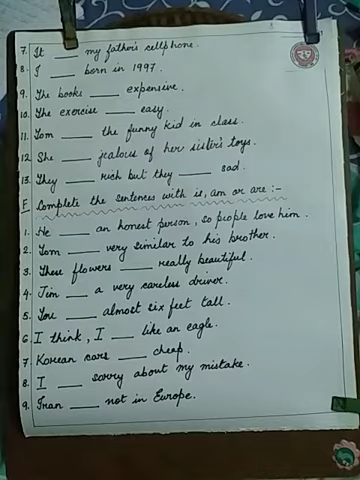 7. It ___ my father's cellphone.
8. I ___ born in 1997.
9. The books ___ expensive.
10. The exercise ___ easy.
11. Tom ___ the funny kid in class.
12. She ___ jealous of her sister's toys.
13. They ___ rich but they ___ sad.
F Complete the sentences with is, am or are :-
1. He ___ an honest person, so people love him.
2. Tom ___ very similar to his brother.
3. These flowers ___ really beautiful.
4. Jim ___ a very careless driver.
5. You ___ almost six feet tall.
6. I think, I ___ like an eagle.
7. Korean cars ___ cheap.
8. I ___ sorry about my mistake.
9. Iran ___ not in Europe.